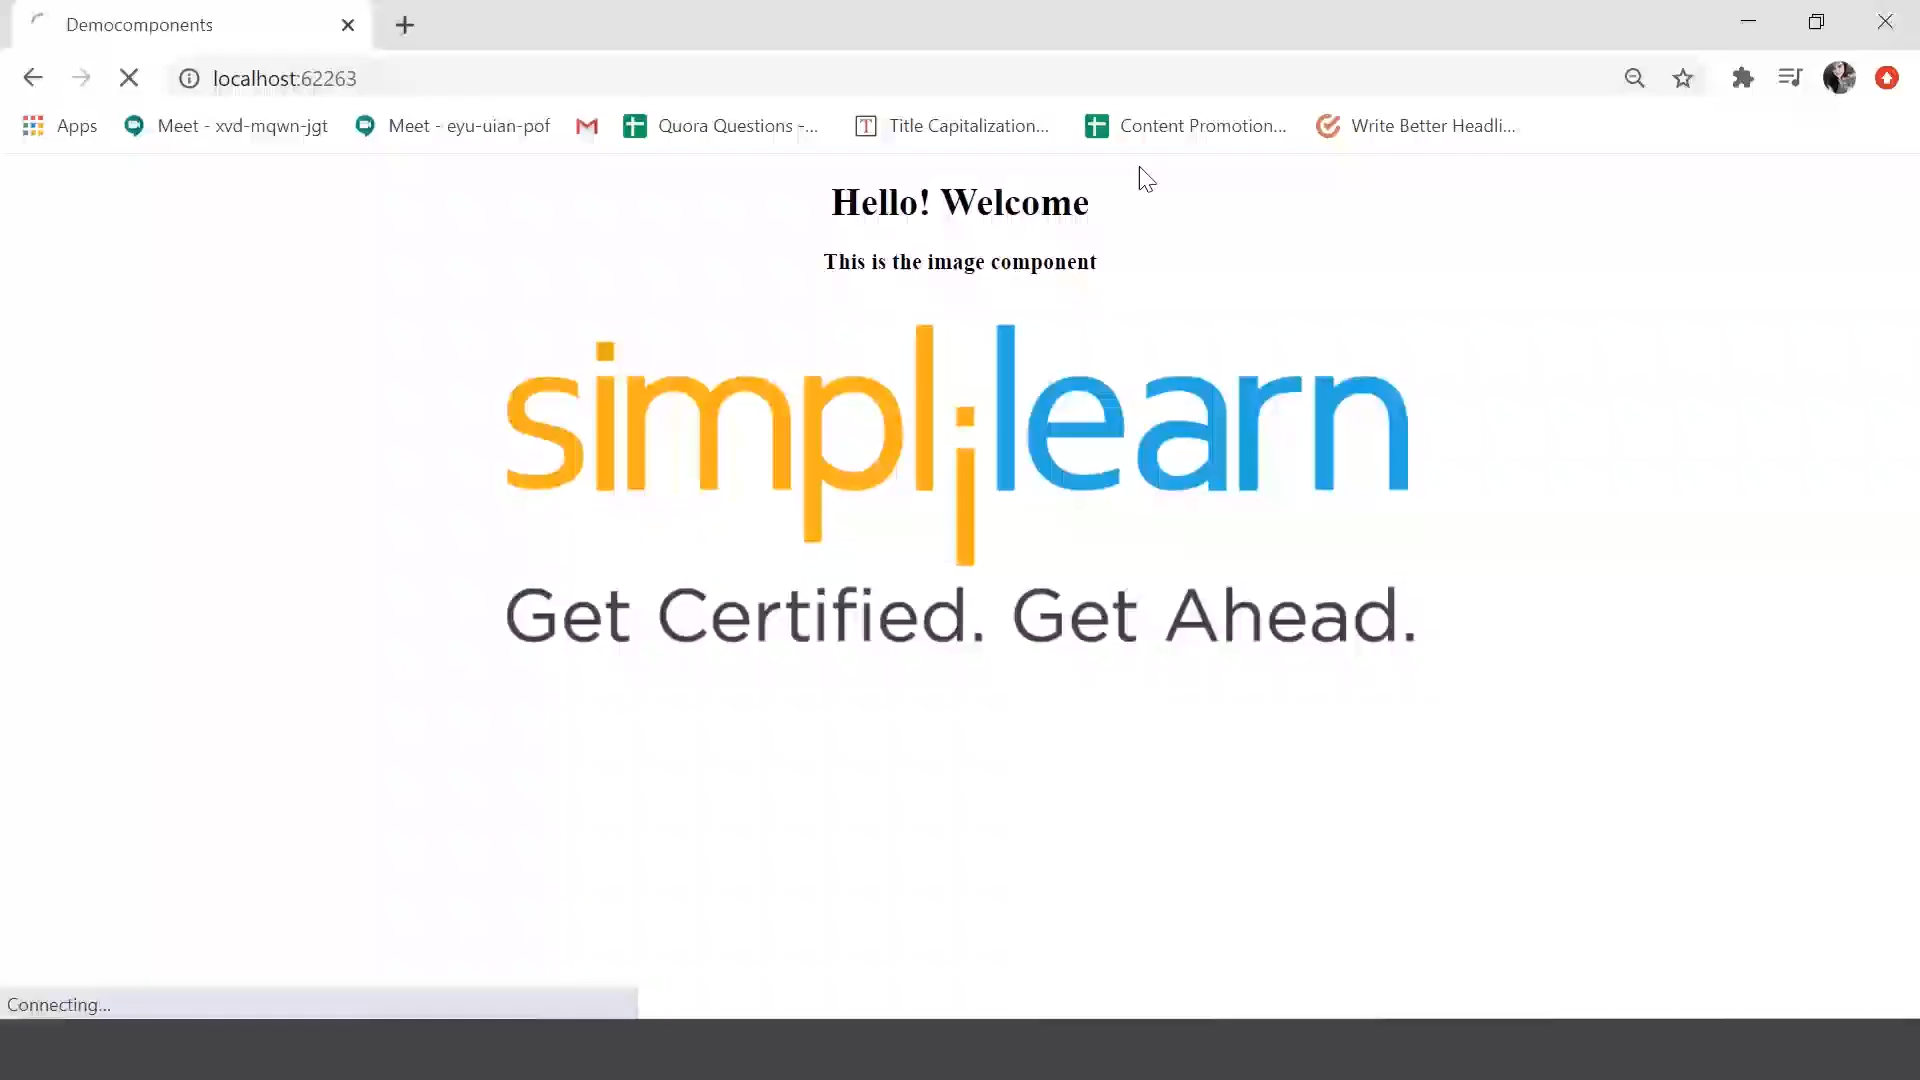 Democomponents
localhost:62263
Apps
Meet - xvd-mqwn-jgt
Meet - eyu-uian-pof
Quora Questions -...
Title Capitalization...
Content Promotion...
Write Better Headli...
Hello! Welcome
This is the image component
simplilearn
Get Certified. Get Ahead.
Connecting...